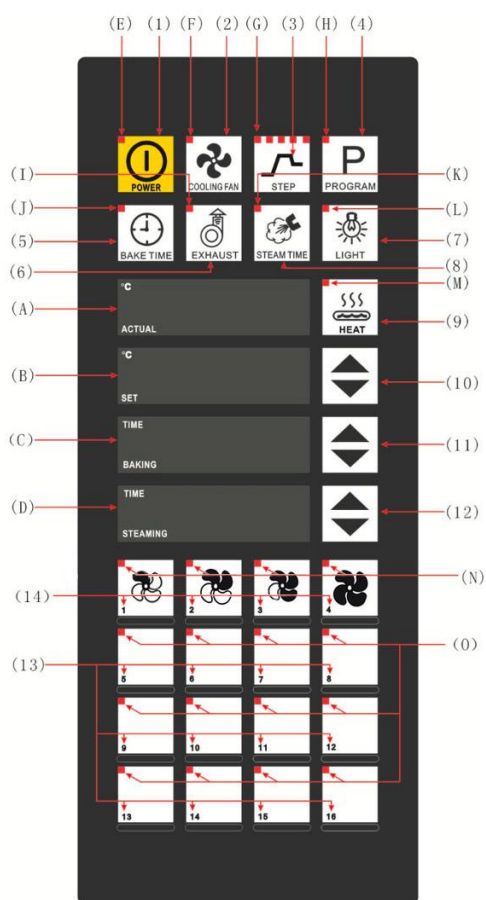 (E) (1) (F) (2) (G) (3) (H) (4)
POWER COOLING FAN STEP P PROGRAM
(I) (K)
(J) (L)
BAKE TIME EXHAUST STEAM TIME LIGHT
(5) (7)
(6) (8)
(M)
°C
(A)
ACTUAL HEAT (9)
°C
(B) (10)
SET
TIME
(C) (11)
BAKING
TIME
(D) (12)
STEAMING
(N)
(14)
1 2 3 4
(O)
(13)
5 6 7 8
9 10 11 12
13 14 15 16